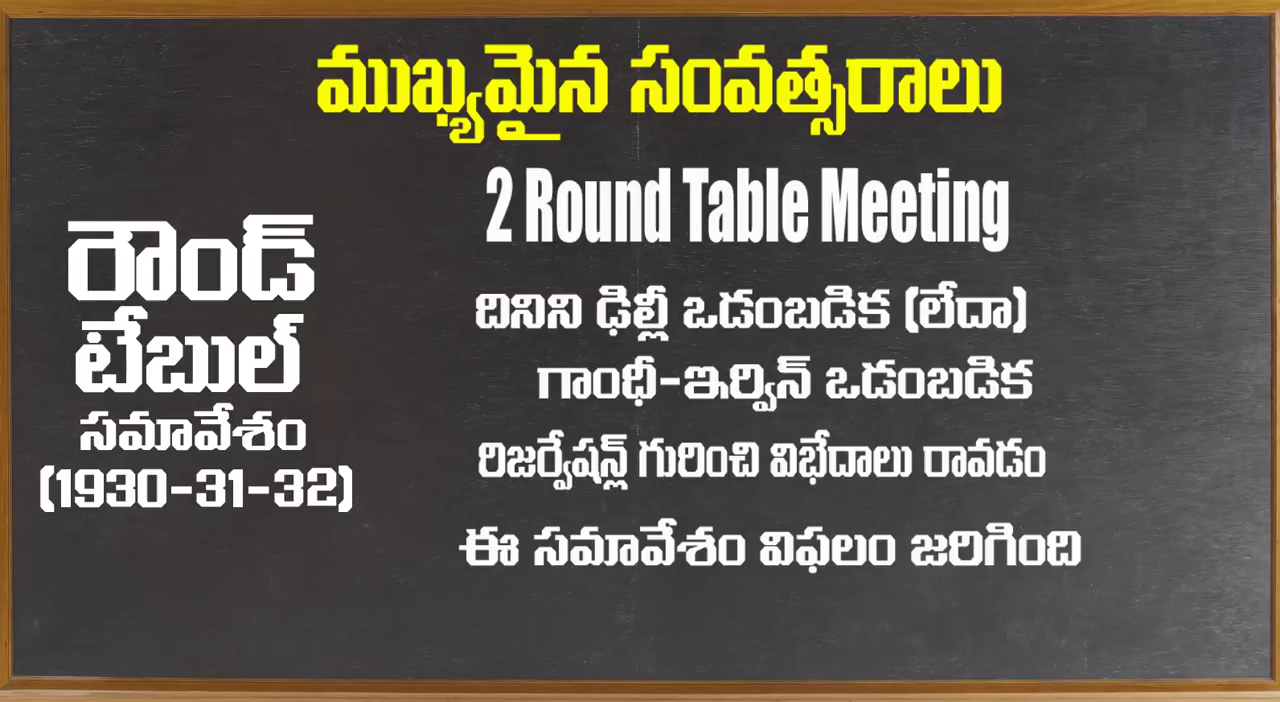 ముఖ్యమైన సంవత్సరాలు
రౌండ్
టేబుల్
సమావేశం
(1930-31-32)
2 Round Table Meeting
దినిని ఢిల్లీ ఒడంబడిక (లేదా)
గాంధీ-ఇర్విన్ ఒడంబడిక
రిజర్వేషన్ల్ గురించి విభేదాలు రావడం
ఈ సమావేశం విఫలం జరిగింది